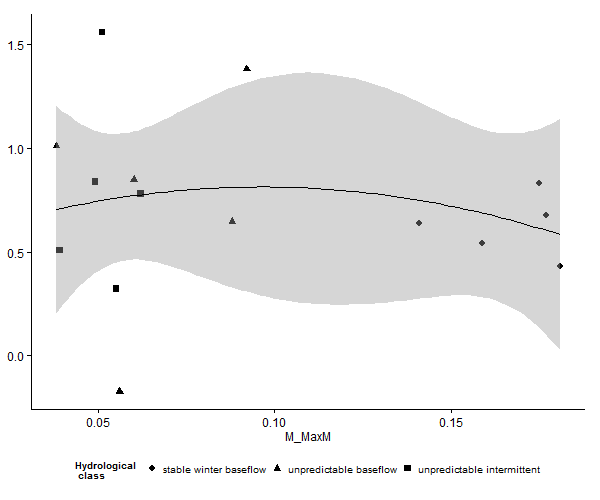 1.5
1.0
0.5
0.0
0.05 0.10 0.15
M_MaxM
Hydrological
class
stable winter baseflow unpredictable baseflow unpredictable intermittent